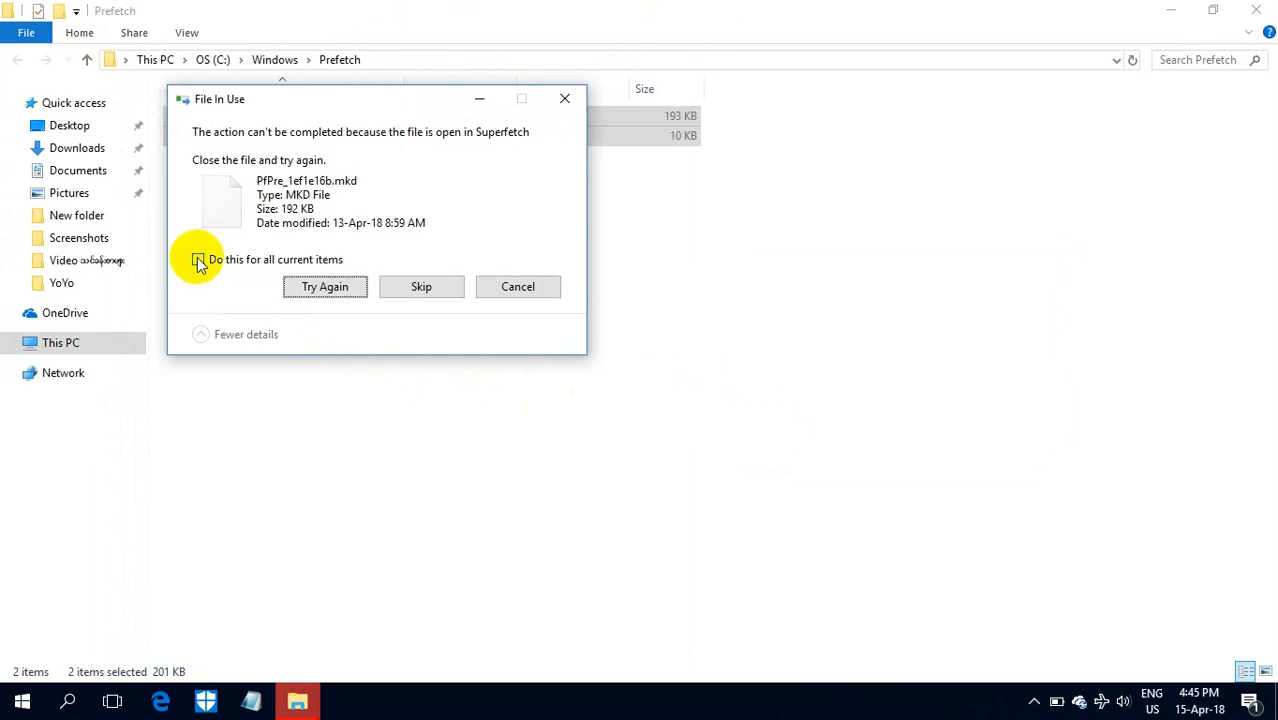 Prefetch
File
Home
Share
View
This PC
OS (C:)
Windows
Prefetch
Search Prefetch
Quick access
Desktop
Downloads
Documents
Pictures
New folder
Screenshots
Video သင်ခန်းစာများ
YoYo
OneDrive
This PC
Network
Size
193 KB
10 KB
File In Use
The action can't be completed because the file is open in Superfetch
Close the file and try again.
PfPre_1ef1e16b.mkd
Type: MKD File
Size: 192 KB
Date modified: 13-Apr-18 8:59 AM
Do this for all current items
Try Again
Skip
Cancel
Fewer details
2 items
2 items selected 201 KB
ENG
US
4:45 PM
15-Apr-18
1